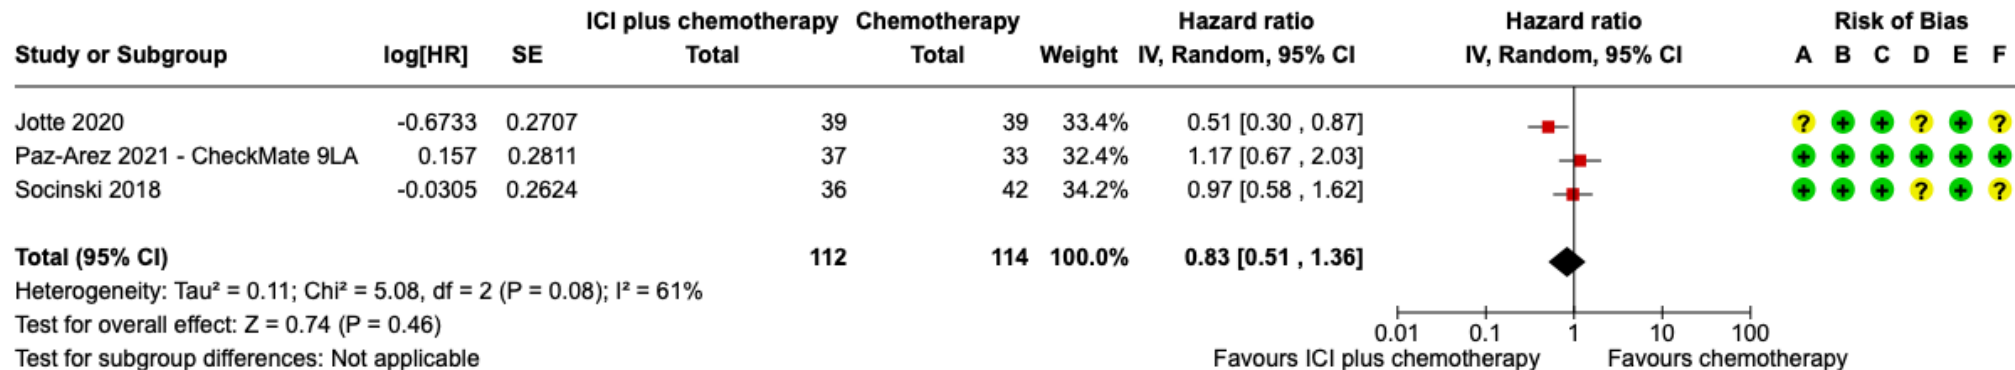 ICI plus chemotherapy Chemotherapy Hazard ratio Hazard ratio Risk of Bias
Study or Subgroup log[HR] SE Total Total Weight IV, Random, 95% CI IV, Random, 95% CI A B C D E F
Jotte 2020 -0.6733 0.2707 39 39 33.4% 0.51 [0.30 , 0.87] ? + + ? + ?
Paz-Arez 2021 - CheckMate 9LA 0.157 0.2811 37 33 32.4% 1.17 [0.67 , 2.03] + + + + + +
Socinski 2018 -0.0305 0.2624 36 42 34.2% 0.97 [0.58 , 1.62] + + + ? + ?
Total (95% CI) 112 114 100.0% 0.83 [0.51 , 1.36]
Heterogeneity: Tau² = 0.11; Chi² = 5.08, df = 2 (P = 0.08); I² = 61%
Test for overall effect: Z = 0.74 (P = 0.46)
0.01 0.1 1 10 100
Test for subgroup differences: Not applicable Favours ICI plus chemotherapy Favours chemotherapy